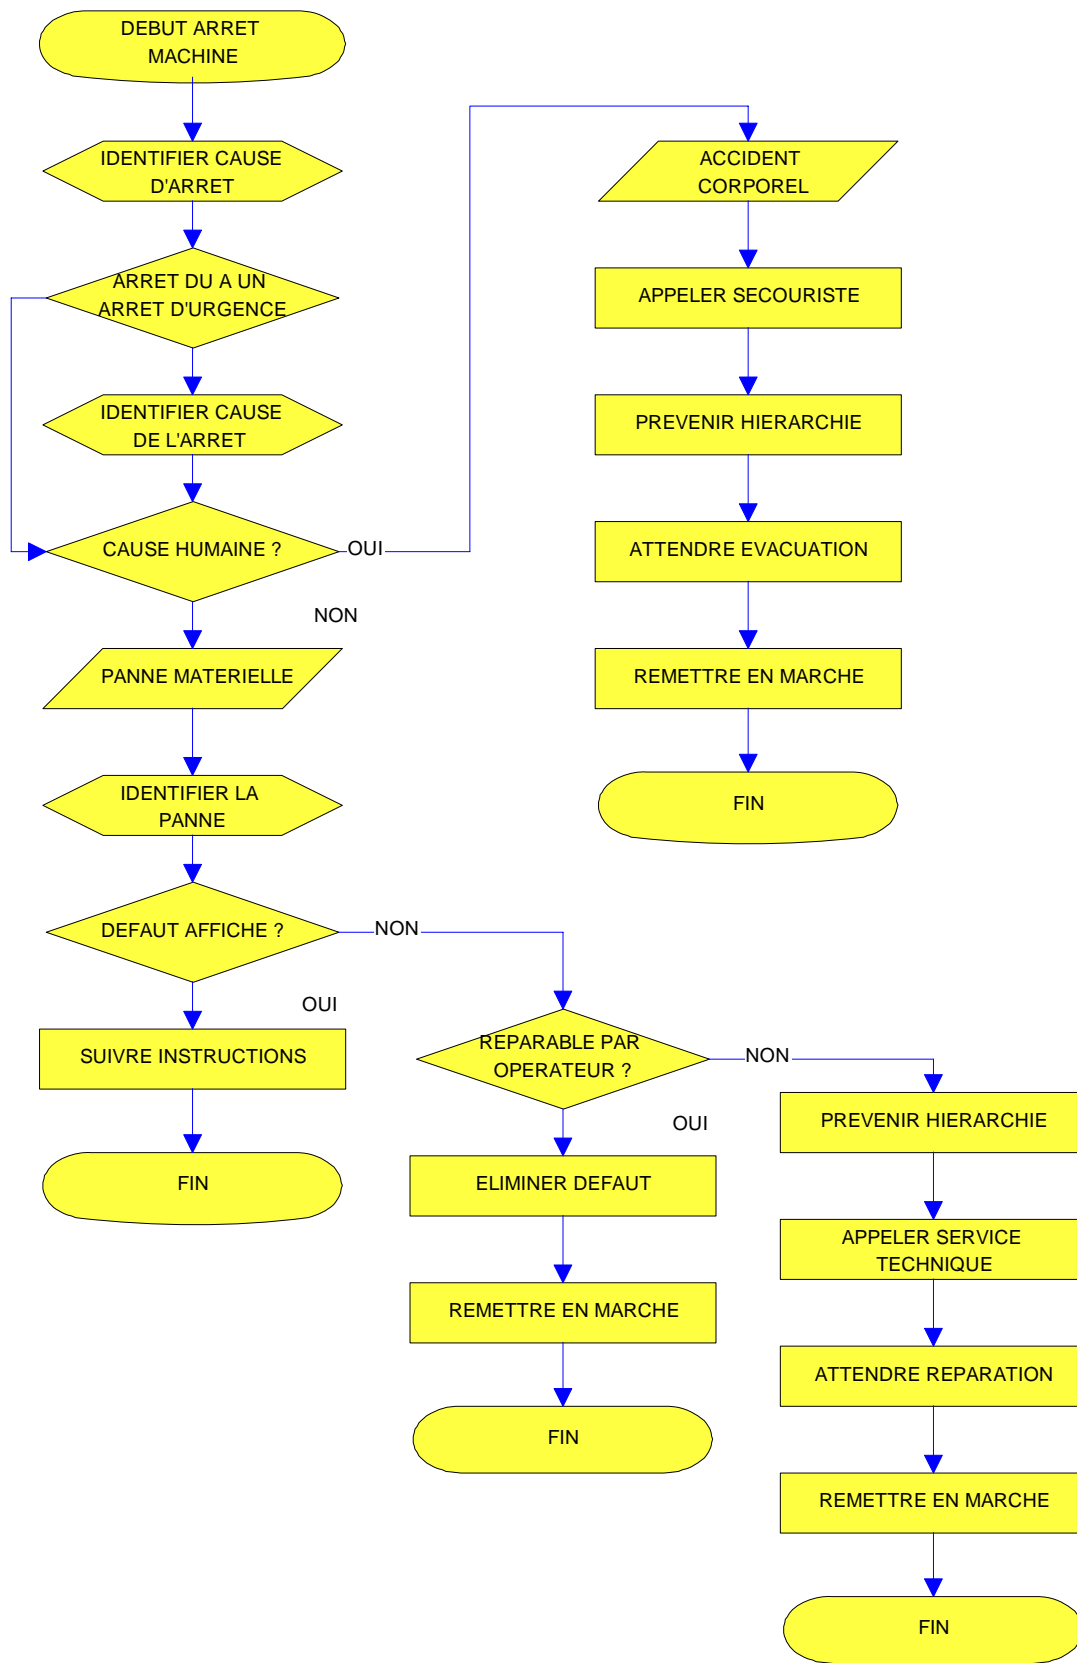 DEBUT ARRET
MACHINE
IDENTIFIER CAUSE
D'ARRET
ARRET DU A UN
ARRET D'URGENCE
IDENTIFIER CAUSE
DE L'ARRET
CAUSE HUMAINE ?
OUI
NON
ACCIDENT
CORPOREL
APPELER SECOURISTE
PREVENIR HIERARCHIE
ATTENDRE EVACUATION
REMETTRE EN MARCHE
FIN
PANNE MATERIELLE
IDENTIFIER LA
PANNE
DEFAUT AFFICHE ?
NON
OUI
SUIVRE INSTRUCTIONS
FIN
REPARABLE PAR
OPERATEUR ?
NON
OUI
ELIMINER DEFAUT
REMETTRE EN MARCHE
FIN
PREVENIR HIERARCHIE
APPELER SERVICE
TECHNIQUE
ATTENDRE REPARATION
REMETTRE EN MARCHE
FIN